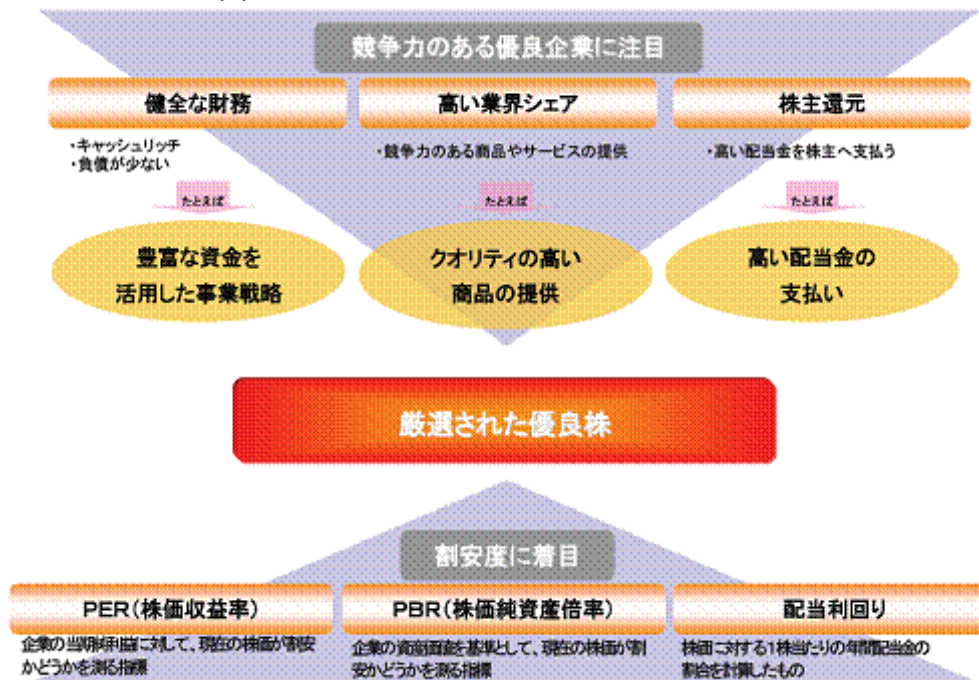 競争力のある優良企業に注目
健全な財務
高い業界シェア
株主還元
・キャッシュリッチ
・負債が少ない
・競争力のある商品やサービスの提供
・高い配当金を株主へ支払う
たとえば
たとえば
たとえば
豊富な資金を
活用した事業戦略
クオリティの高い
商品の提供
高い配当金の
支払い
厳選された優良株
割安度に着目
PER(株価収益率)
PBR(株価純資産倍率)
配当利回り
企業の当期純利益に対して、現在の株価が割安
かどうかを測る指標
企業の資産価値を基準として、現在の株価が割
安かどうかを測る指標
株価に対する1株当たりの年間配当金の
割合を計算したもの